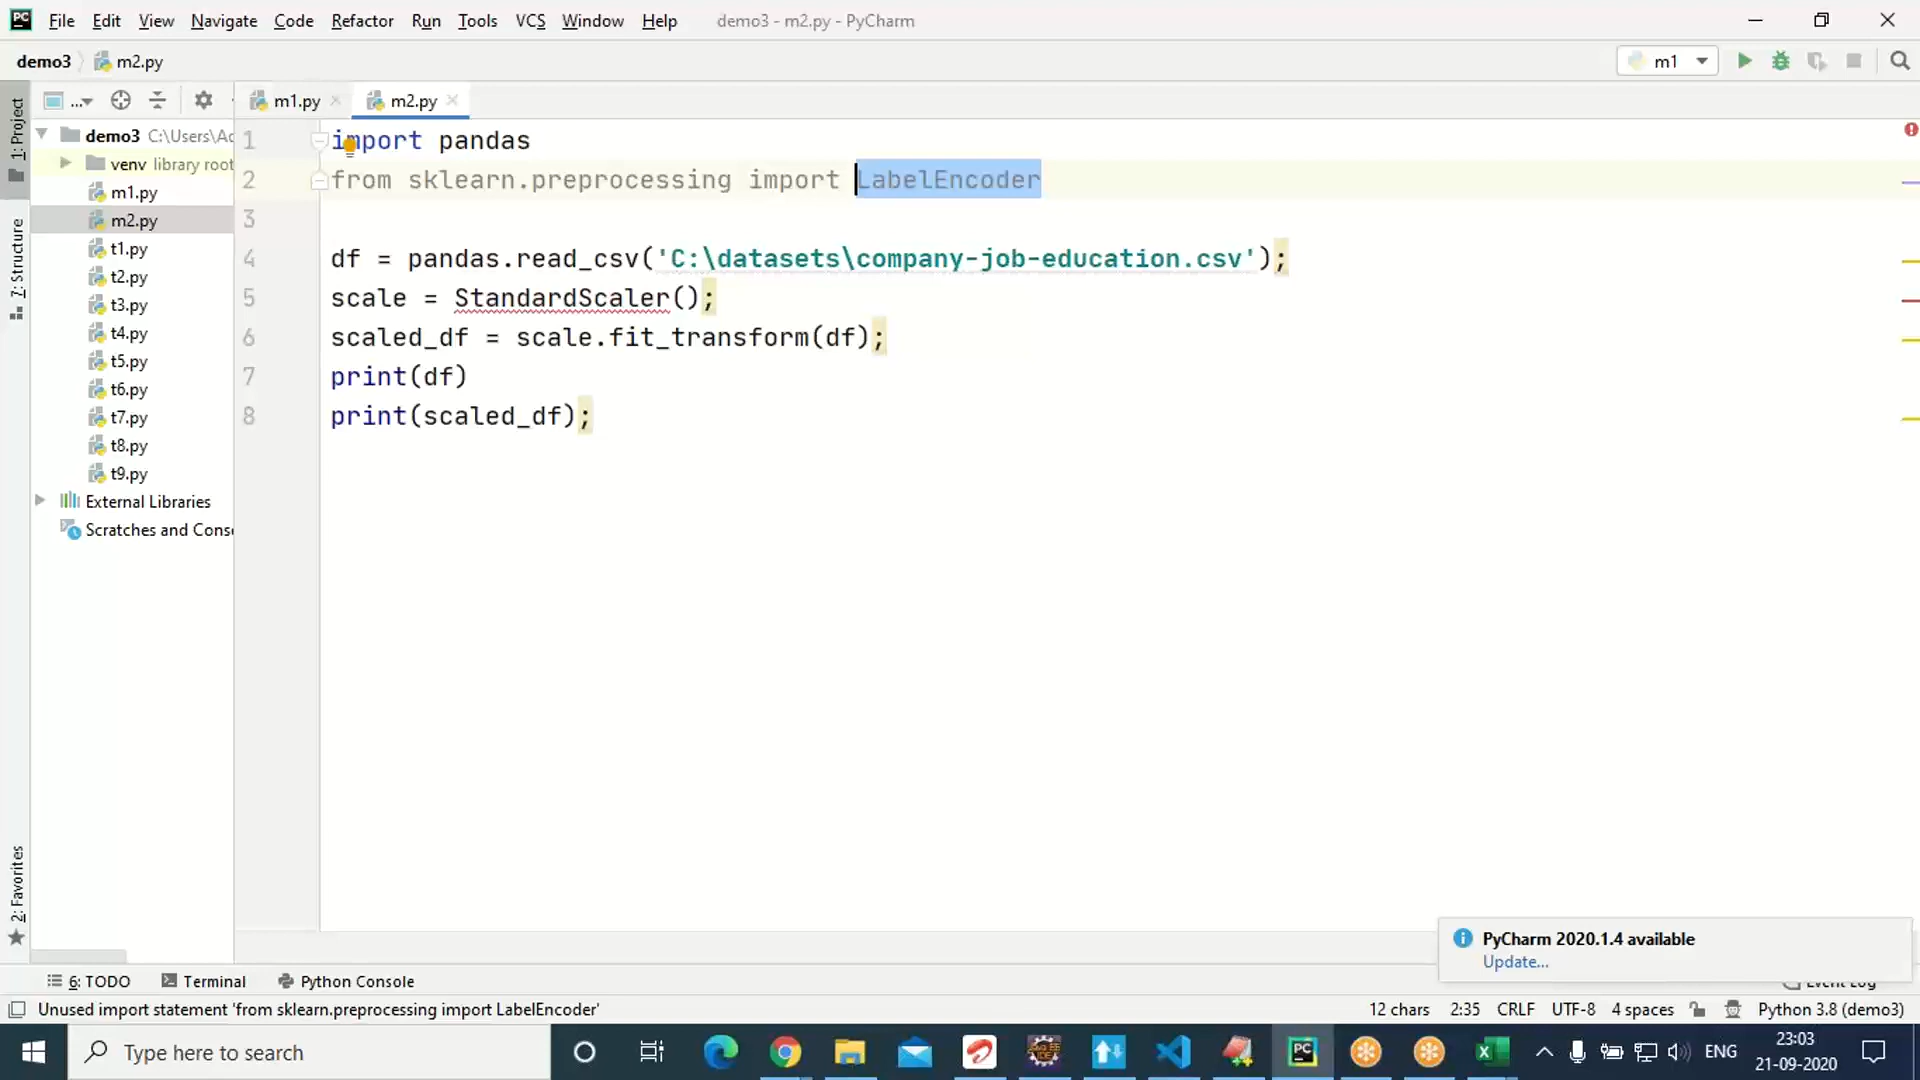 File Edit View Navigate Code Refactor Run Tools VCS Window Help demo3 - m2.py - PyCharm
demo3 m2.py m1
1: Project
7: Structure
2: Favorites
... m1.py m2.py
demo3 C:\Users\Ac
venv library root
m1.py
m2.py
t1.py
t2.py
t3.py
t4.py
t5.py
t6.py
t7.py
t8.py
t9.py
External Libraries
Scratches and Cons
1 import pandas
2 from sklearn.preprocessing import LabelEncoder
3
4 df = pandas.read_csv('C:\datasets\company-job-education.csv');
5 scale = StandardScaler();
6 scaled_df = scale.fit_transform(df);
7 print(df)
8 print(scaled_df);
PyCharm 2020.1.4 available
Update...
6: TODO Terminal Python Console Event Log
Unused import statement 'from sklearn.preprocessing import LabelEncoder' 12 chars 2:35 CRLF UTF-8 4 spaces Python 3.8 (demo3)
Type here to search ENG 23:03
21-09-2020